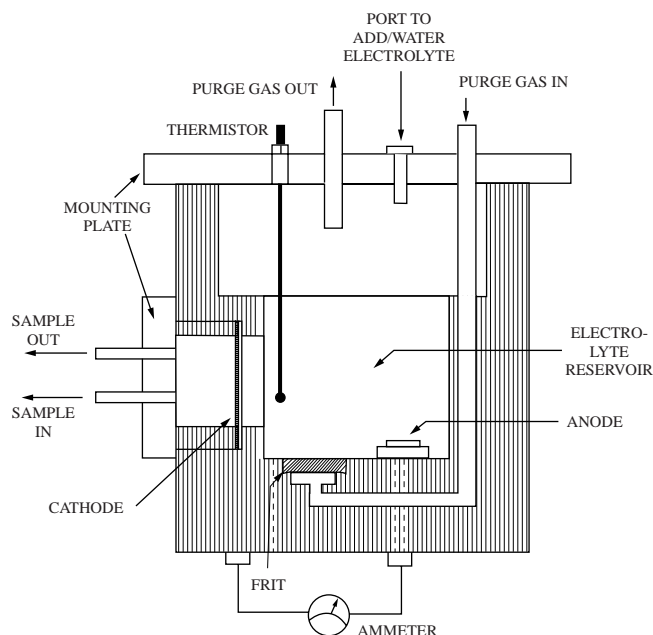 PORT TO
ADD/WATER
ELECTROLYTE
PURGE GAS OUT
PURGE GAS IN
THERMISTOR
MOUNTING
PLATE
SAMPLE
OUT
ELECTRO-
LYTE
RESERVOIR
SAMPLE
IN
ANODE
CATHODE
FRIT
AMMETER